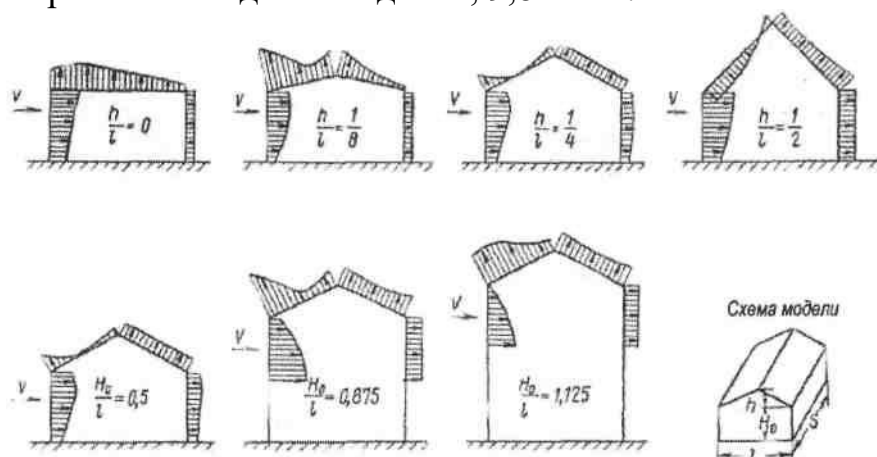 V
h/l = 0
V
h/l = 1/8
V
h/l = 1/4
V
h/l = 1/2
V
H₀/l = 0,5
V
H₀/l = 0,875
V
H₀/l = 1,125
Схема модели
h
H₀
S
l